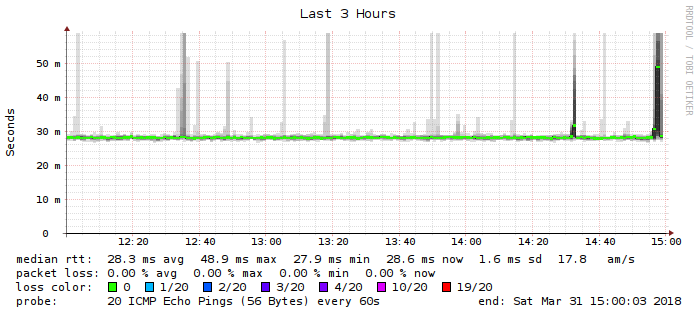 Last 3 Hours
RRDTOOL / TOBI OETIKER
Seconds
50 m
40 m
30 m
20 m
10 m
0
12:20 12:40 13:00 13:20 13:40 14:00 14:20 14:40 15:00
median rtt: 28.3 ms avg 48.9 ms max 27.9 ms min 28.6 ms now 1.6 ms sd 17.8 am/s
packet loss: 0.00 % avg 0.00 % max 0.00 % min 0.00 % now
loss color: 0 1/20 2/20 3/20 4/20 10/20 19/20
probe: 20 ICMP Echo Pings (56 Bytes) every 60s end: Sat Mar 31 15:00:03 2018